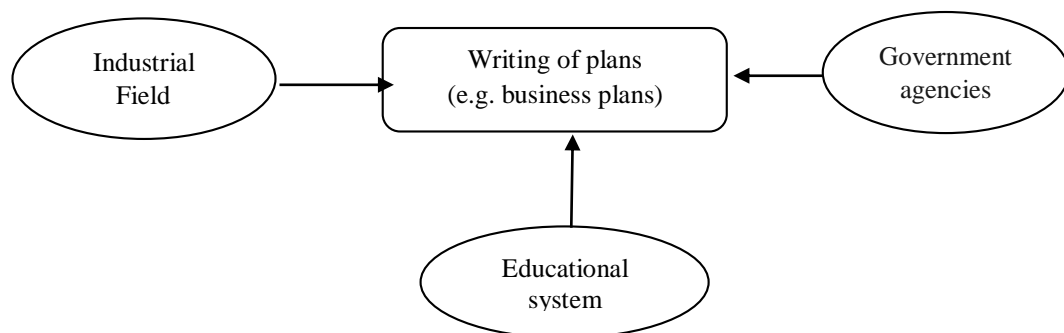 Industrial
Field
Writing of plans
(e.g. business plans)
Government
agencies
Educational
system